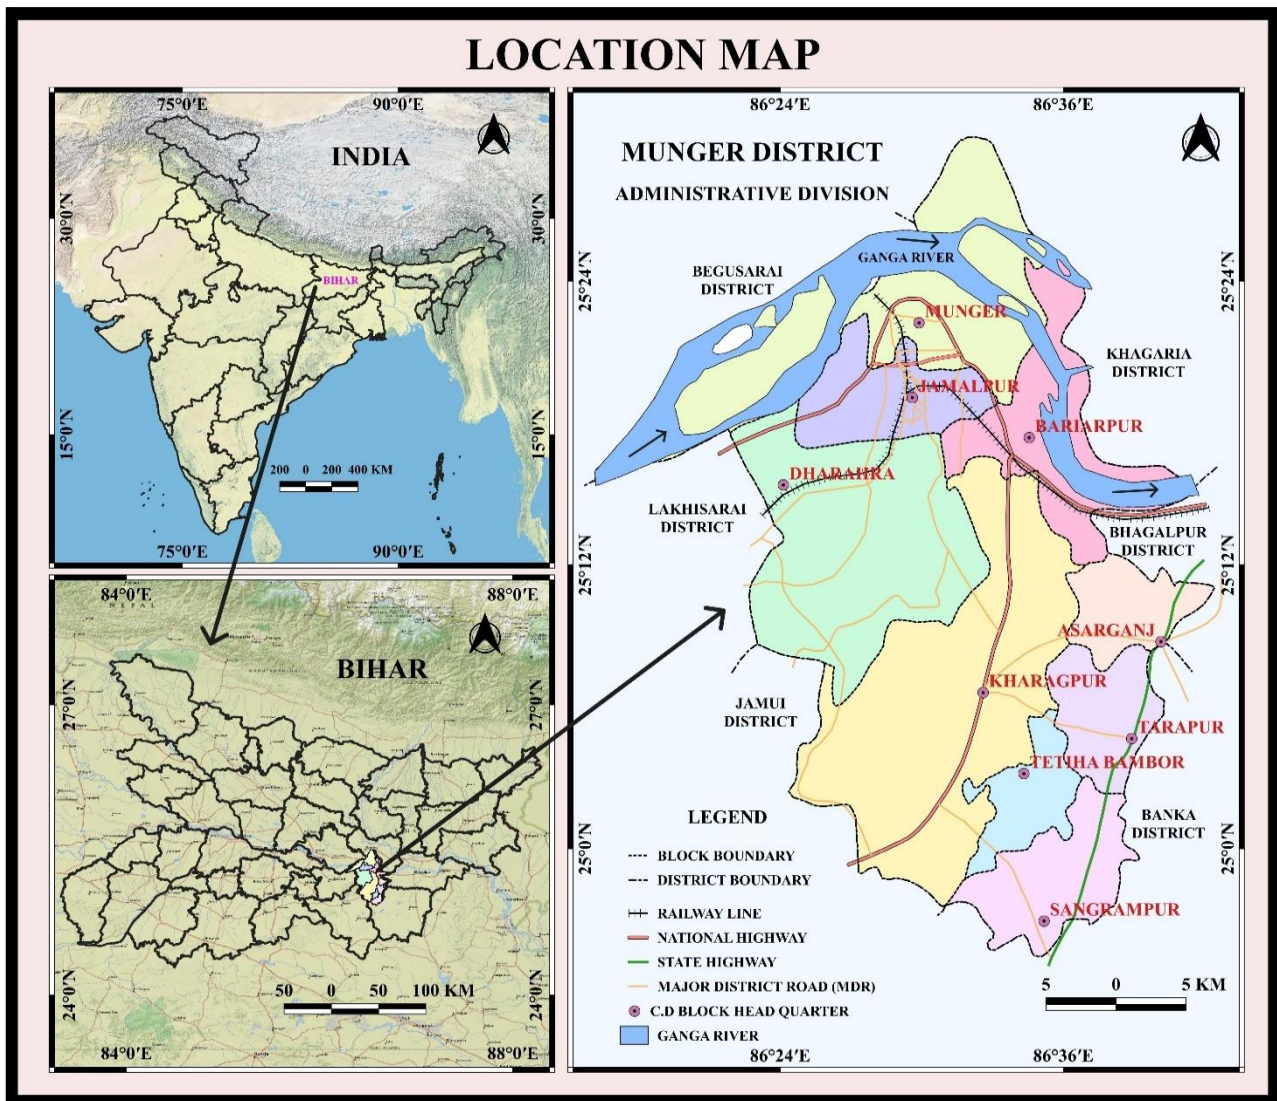 LOCATION MAP
75°0'E
90°0'E
INDIA
30°0'N
30°0'N
BIHAR
15°0'N
15°0'N
200 0 200 400 KM
75°0'E
90°0'E
84°0'E
88°0'E
NEPAL
BIHAR
27°0'N
27°0'N
24°0'N
24°0'N
50 0 50 100 KM
84°0'E
88°0'E
86°24'E
86°36'E
MUNGER DISTRICT
ADMINISTRATIVE DIVISION
GANGA RIVER
BEGUSARAI
DISTRICT
25°24'N
25°24'N
MUNGER
KHAGARIA
DISTRICT
JAMALPUR
BARIARPUR
DHARAHRA
LAKHISARAI
DISTRICT
BHAGALPUR
DISTRICT
25°12'N
25°12'N
ASARGANJ
KHARAGPUR
JAMUI
DISTRICT
TARAPUR
TETIHA BAMBOR
BANKA
DISTRICT
25°0'N
25°0'N
SANGRAMPUR
LEGEND
BLOCK BOUNDARY
DISTRICT BOUNDARY
RAILWAY LINE
NATIONAL HIGHWAY
STATE HIGHWAY
MAJOR DISTRICT ROAD (MDR)
C.D BLOCK HEAD QUARTER
GANGA RIVER
5 0 5 KM
86°24'E
86°36'E